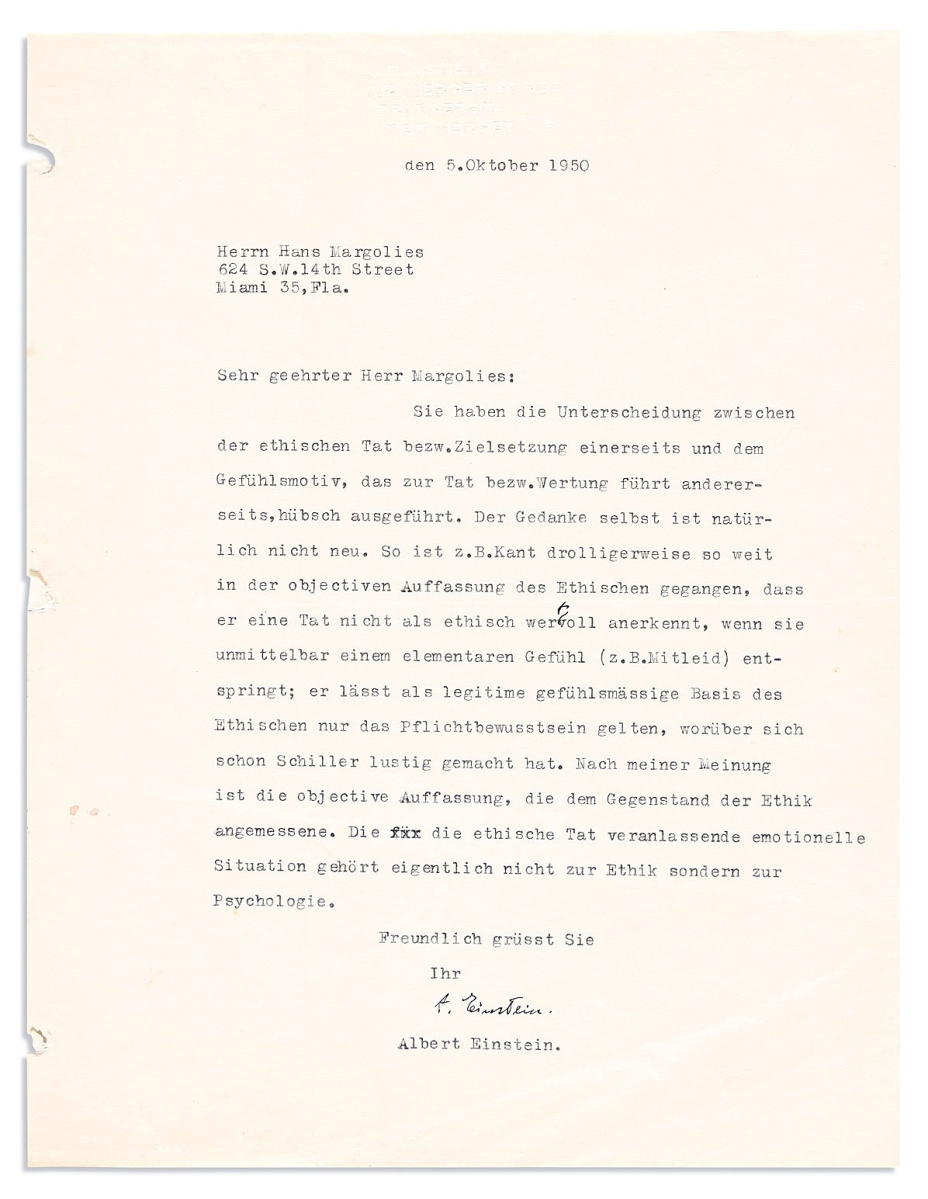 den 5.Oktober 1950
Herrn Hans Margolies
624 S.W.14th Street
Miami 35,Fla.
Sehr geehrter Herr Margolies:
Sie haben die Unterscheidung zwischen
der ethischen Tat bezw.Zielsetzung einerseits und dem
Gefühlsmotiv, das zur Tat bezw.Wertung führt anderer-
seits,hübsch ausgeführt. Der Gedanke selbst ist natür-
lich nicht neu. So ist z.B.Kant drolligerweise so weit
in der objectiven Auffassung des Ethischen gegangen, dass
er eine Tat nicht als ethisch wertvoll anerkennt, wenn sie
unmittelbar einem elementaren Gefühl (z.B.Mitleid) ent-
springt; er lässt als legitime gefühlsmässige Basis des
Ethischen nur das Pflichtbewusstsein gelten, worüber sich
schon Schiller lustig gemacht hat. Nach meiner Meinung
ist die objective Auffassung, die dem Gegenstand der Ethik
angemessene. Die die ethische Tat veranlassende emotionelle
Situation gehört eigentlich nicht zur Ethik sondern zur
Psychologie.
Freundlich grüsst Sie
Ihr
A. Einstein.
Albert Einstein.